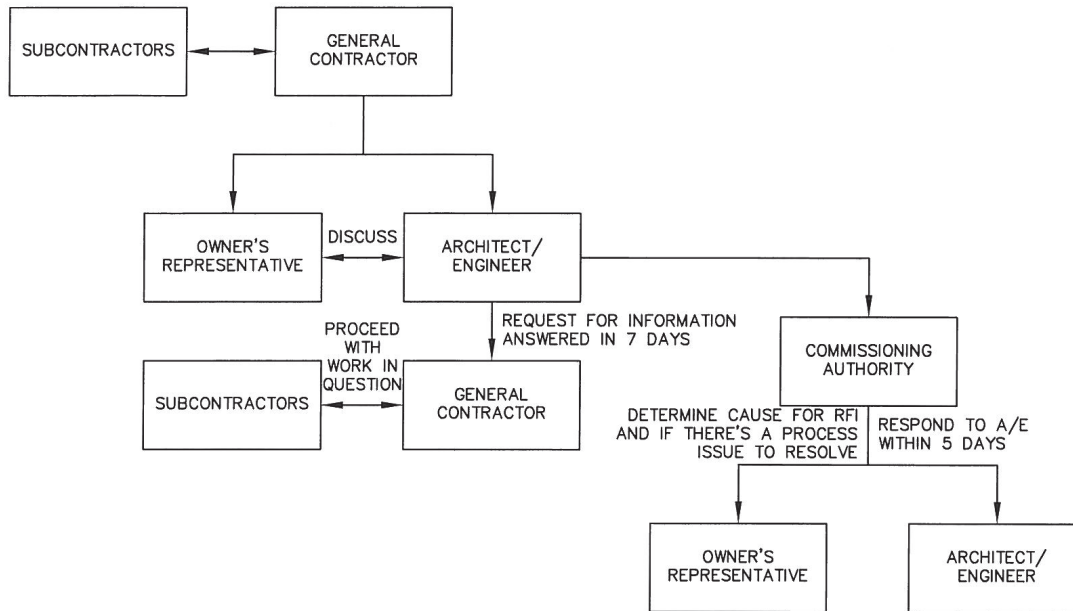 SUBCONTRACTORS
GENERAL
CONTRACTOR
OWNER'S
REPRESENTATIVE
DISCUSS
ARCHITECT/
ENGINEER
REQUEST FOR INFORMATION
ANSWERED IN 7 DAYS
PROCEED
WITH
WORK IN
QUESTION
SUBCONTRACTORS
GENERAL
CONTRACTOR
COMMISSIONING
AUTHORITY
DETERMINE CAUSE FOR RFI
AND IF THERE'S A PROCESS
ISSUE TO RESOLVE
RESPOND TO A/E
WITHIN 5 DAYS
OWNER'S
REPRESENTATIVE
ARCHITECT/
ENGINEER